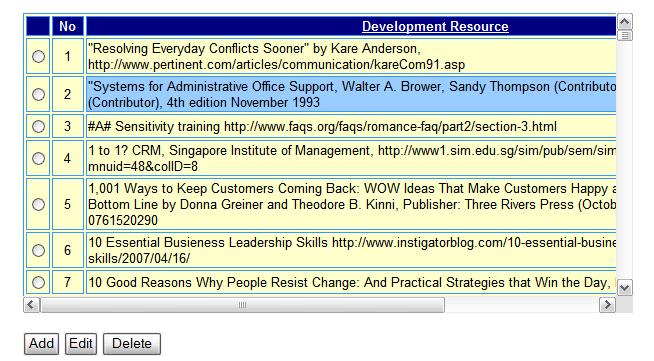 No Development Resource
1 "Resolving Everyday Conflicts Sooner" by Kare Anderson,
http://www.pertinent.com/articles/communication/kareCom91.asp
2 "Systems for Administrative Office Support, Walter A. Brower, Sandy Thompson (Contributo
(Contributor), 4th edition November 1993
3 #A# Sensitivity training http://www.faqs.org/faqs/romance-faq/part2/section-3.html
4 1 to 1? CRM, Singapore Institute of Management, http://www1.sim.edu.sg/sim/pub/sem/sim
mnuid=48&collD=8
5 1,001 Ways to Keep Customers Coming Back: WOW Ideas That Make Customers Happy a
Bottom Line by Donna Greiner and Theodore B. Kinni, Publisher: Three Rivers Press (Octob
0761520290
6 10 Essential Busieness Leadership Skills http://www.instigatorblog.com/10-essential-busine
skills/2007/04/16/
7 10 Good Reasons Why People Resist Change: And Practical Strategies that Win the Day,
Add Edit Delete